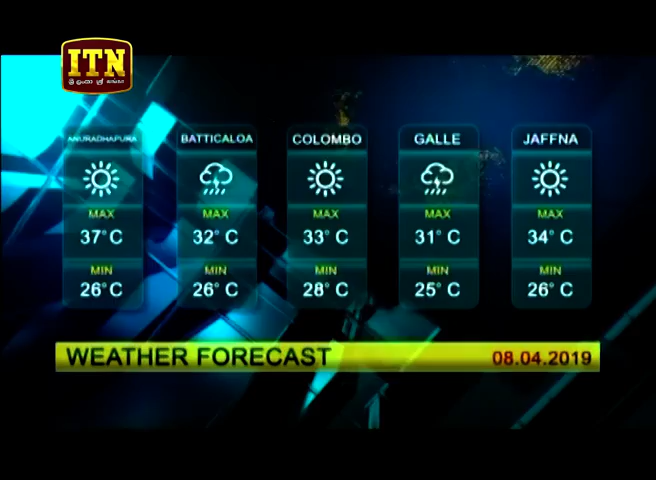 ITN
ශ්‍රී ලංකා
ANURADHAPURA
MAX
37° C
MIN
26° C
BATTICALOA
MAX
32° C
MIN
26° C
COLOMBO
MAX
33° C
MIN
28° C
GALLE
MAX
31° C
MIN
25° C
JAFFNA
MAX
34° C
MIN
26° C
WEATHER FORECAST
08.04.2019